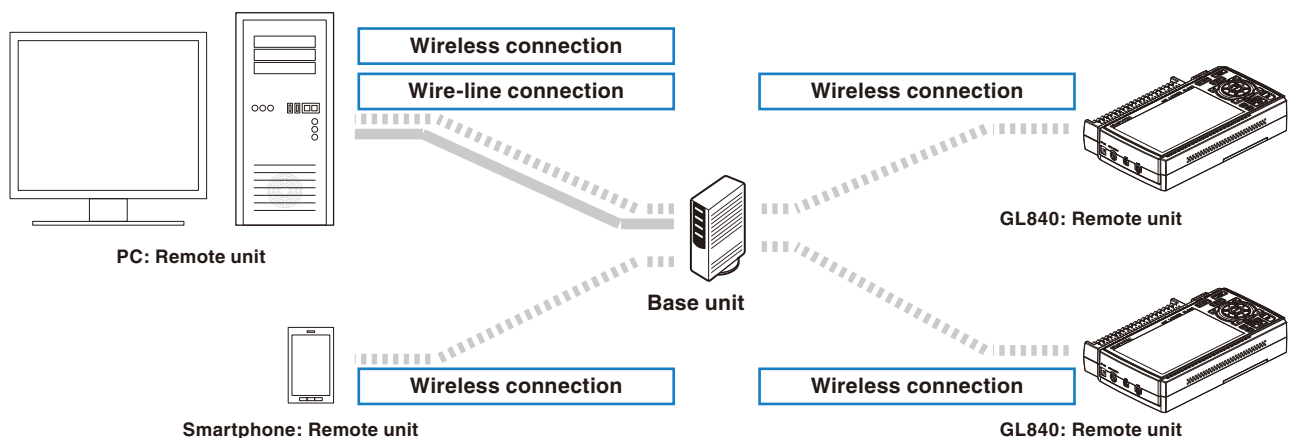 Wireless connection
Wire-line connection
Wireless connection
GL840: Remote unit
PC: Remote unit
Base unit
Wireless connection
Wireless connection
Smartphone: Remote unit
GL840: Remote unit